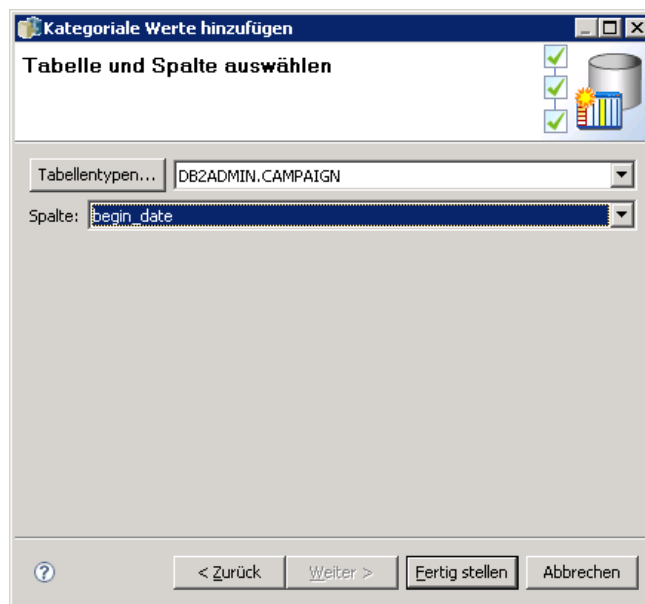 Kategoriale Werte hinzufügen
Tabelle und Spalte auswählen
Tabellentypen... DB2ADMIN.CAMPAIGN
Spalte: begin_date
? < Zurück Weiter > Fertig stellen Abbrechen